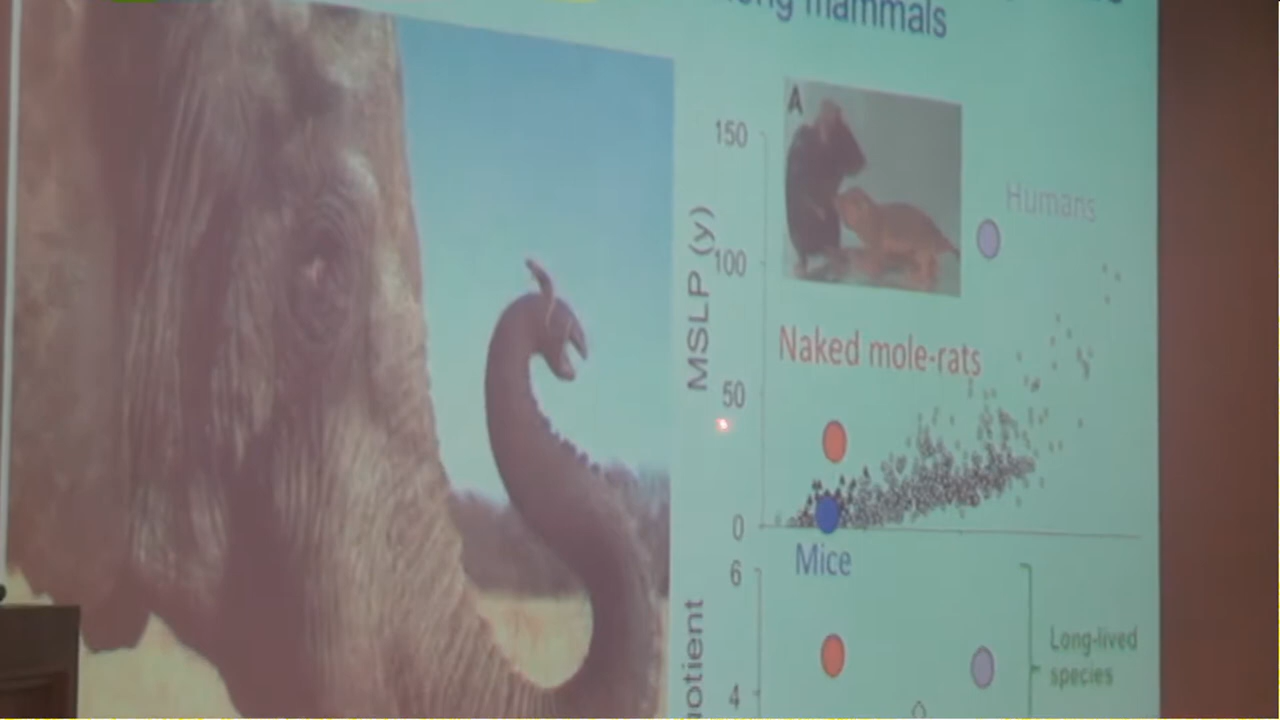 mammals
A
150
Humans
MSLP (y)
100
Naked mole-rats
50
0
Mice
6
Long-lived
species
4